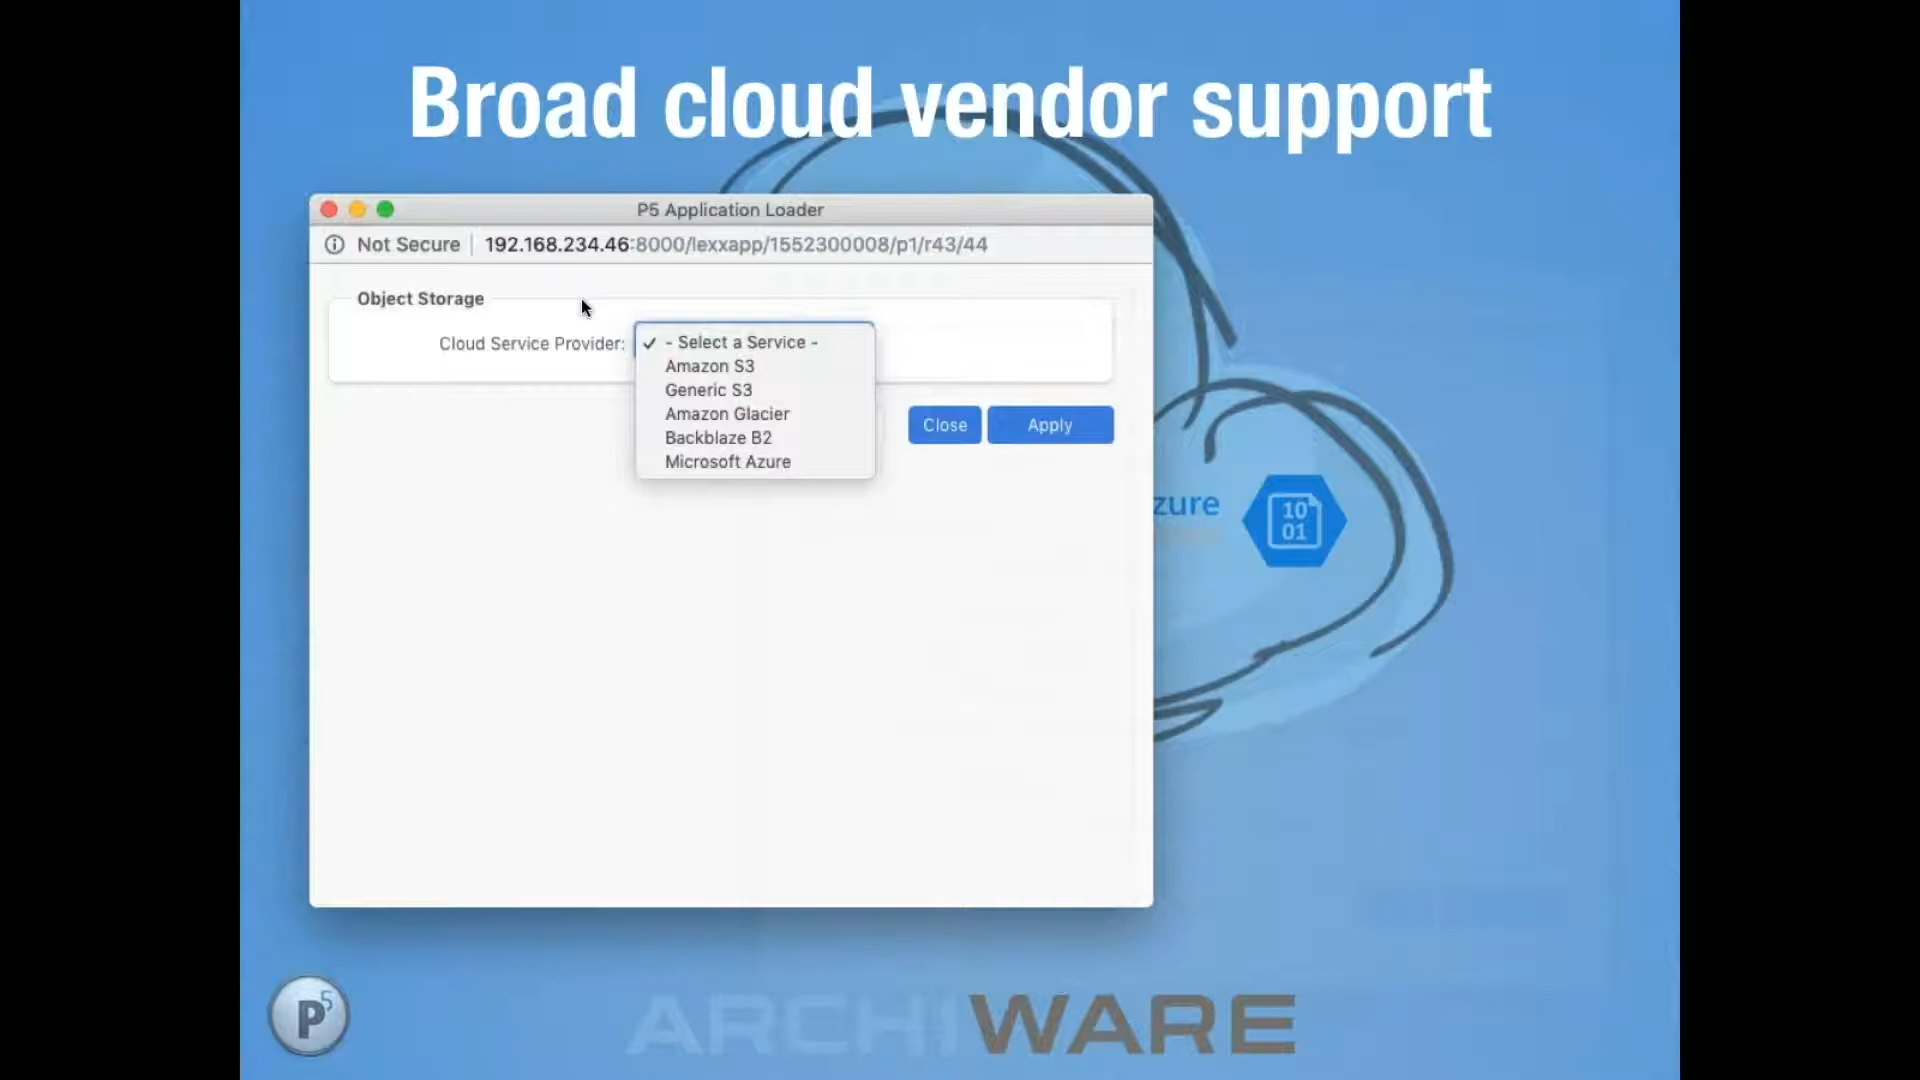 Broad cloud vendor support
P5 Application Loader
Not Secure 192.168.234.46:8000/lexxapp/1552300008/p1/r43/44
Object Storage
Cloud Service Provider:
✓ - Select a Service -
Amazon S3
Generic S3
Amazon Glacier
Backblaze B2
Microsoft Azure
Close
Apply
zure
10
01
P5
ARCHIWARE